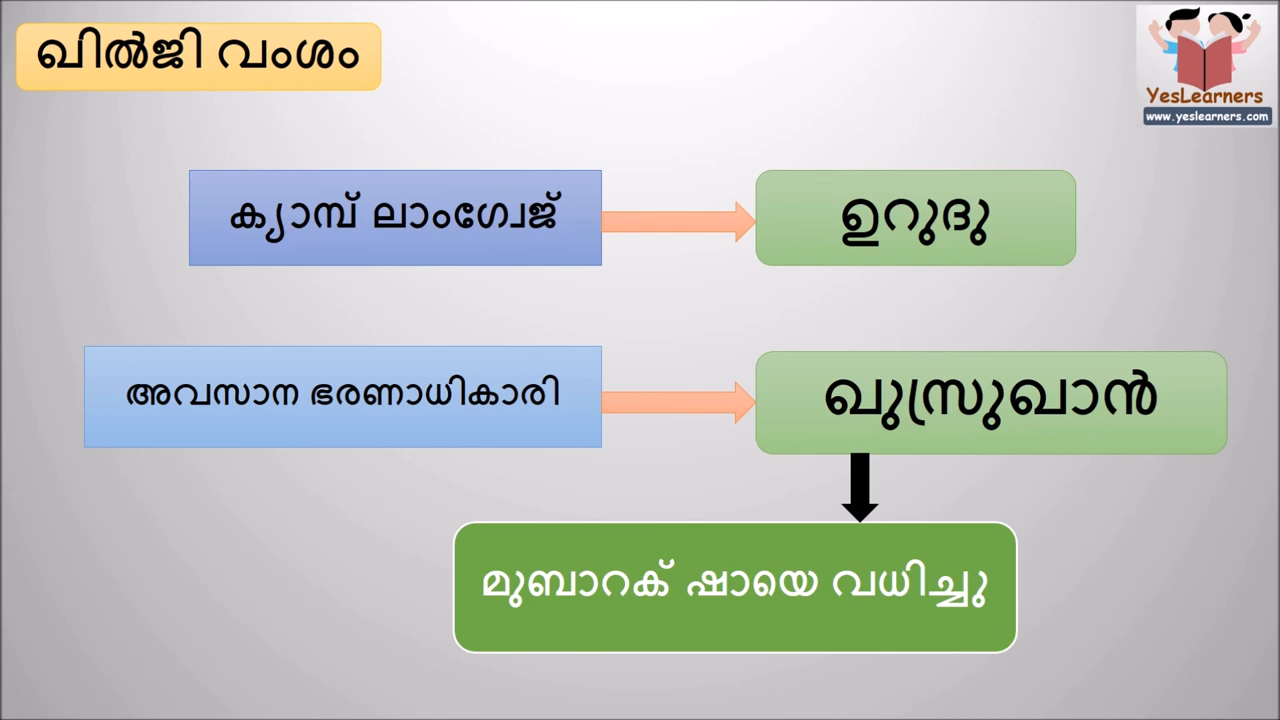 ഖിൽജി വംശം
YesLearners
www.yeslearners.com
ക്യാമ്പ് ലാംഗ്വേജ്
ഉറുദു
അവസാന ഭരണാധികാരി
ഖുസ്രുഖാൻ
മുബാറക് ഷായെ വധിച്ചു